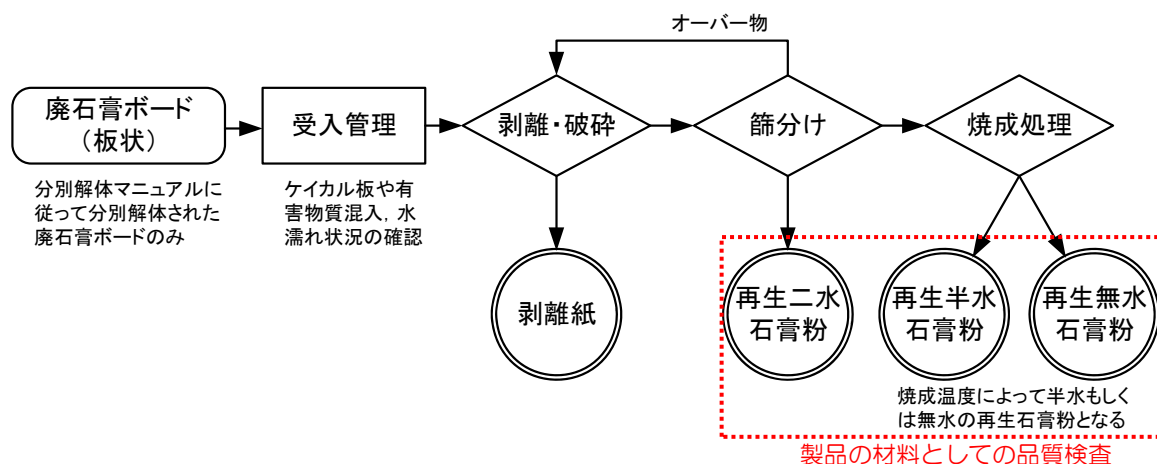 オーバー物
廃石膏ボード
（板状）
受入管理
剥離・破砕
篩分け
焼成処理
分別解体マニュアルに
従って分別解体された
廃石膏ボードのみ
ケイカル板や有
害物質混入，水
濡れ状況の確認
剥離紙
再生二水
石膏粉
再生半水
石膏粉
再生無水
石膏粉
焼成温度によって半水もしく
は無水の再生石膏粉となる
製品の材料としての品質検査